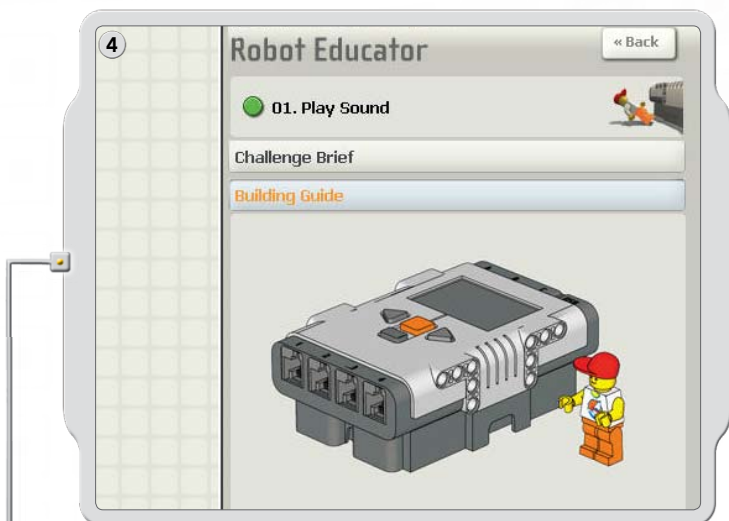 4
Robot Educator
« Back
01. Play Sound
Challenge Brief
Building Guide